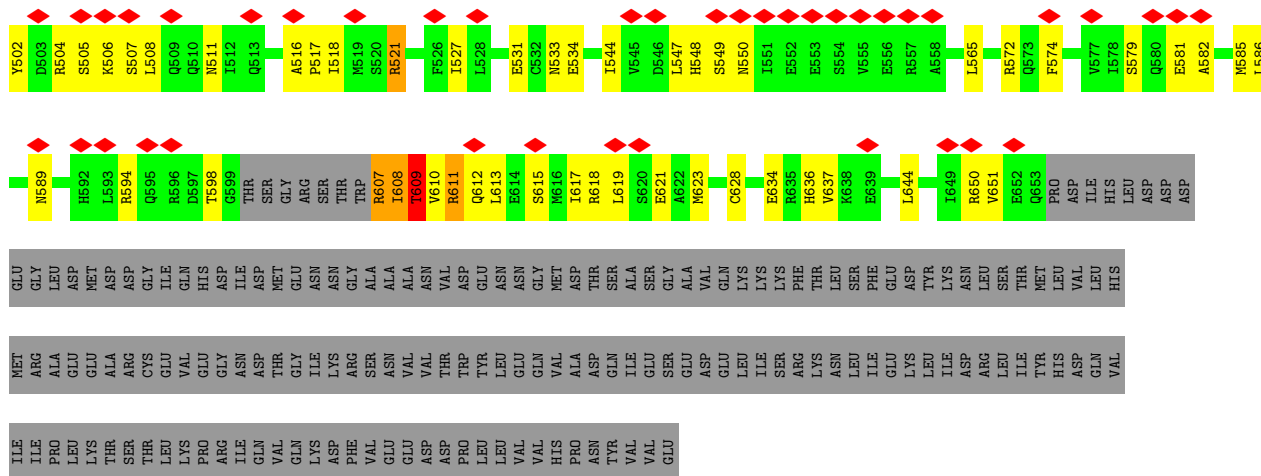 Y502 D503 R504 S505 K506 S507 L508 Q509 Q510 N511 I512 Q513 A516 P517 I518 M519 S520 R521 F526 I527 L528 E531 C532 N533 E534 I544 V545 D546 L547 H548 S549 N550 I551 E552 E553 S554 V555 E556 R557 A558 L565 R572 Q573 F574 V577 I578 S579 Q580 E581 A582 M585 L586
N589 H592 L593 R594 Q595 R596 D597 T598 G599 THR SER GLY ARG SER THR TRP R607 I608 T609 V610 R611 Q612 L613 E614 S615 M616 I617 R618 L619 S620 E621 A622 M623 C628 E634 R635 H636 V637 K638 E639 L644 I649 R650 V651 E652 Q653 PRO ASP ILE HIS LEU ASP ASP ASP
GLU GLY LEU ASP MET ASP ASP GLY ILE GLN HIS ASP ILE ASP MET GLU ASN ASN GLY ALA ALA ALA ASN VAL ASP GLU ASN ASN GLY MET ASP THR SER ALA SER GLY ALA VAL GLN LYS LYS LYS PHE THR LEU SER PHE GLU ASP TYR LYS ASN LEU SER THR MET LEU VAL LEU HIS
MET ARG ALA GLU GLU ALA ARG CYS GLU VAL GLU GLY ASN ASP THR GLY ILE LYS ARG SER ASN VAL VAL THR TRP TYR LEU GLU GLN VAL ALA ASP GLN ILE GLU SER GLU ASP GLU LEU ILE SER ARG LYS ASN LEU ILE GLU LYS LEU ILE ASP ARG LEU ILE TYR HIS ASP GLN VAL
ILE ILE PRO LEU LYS THR SER THR LEU LYS PRO ARG ILE GLN VAL GLN LYS ASP PHE VAL GLU GLU ASP ASP PRO LEU LEU VAL VAL HIS PRO ASN TYR VAL VAL GLU